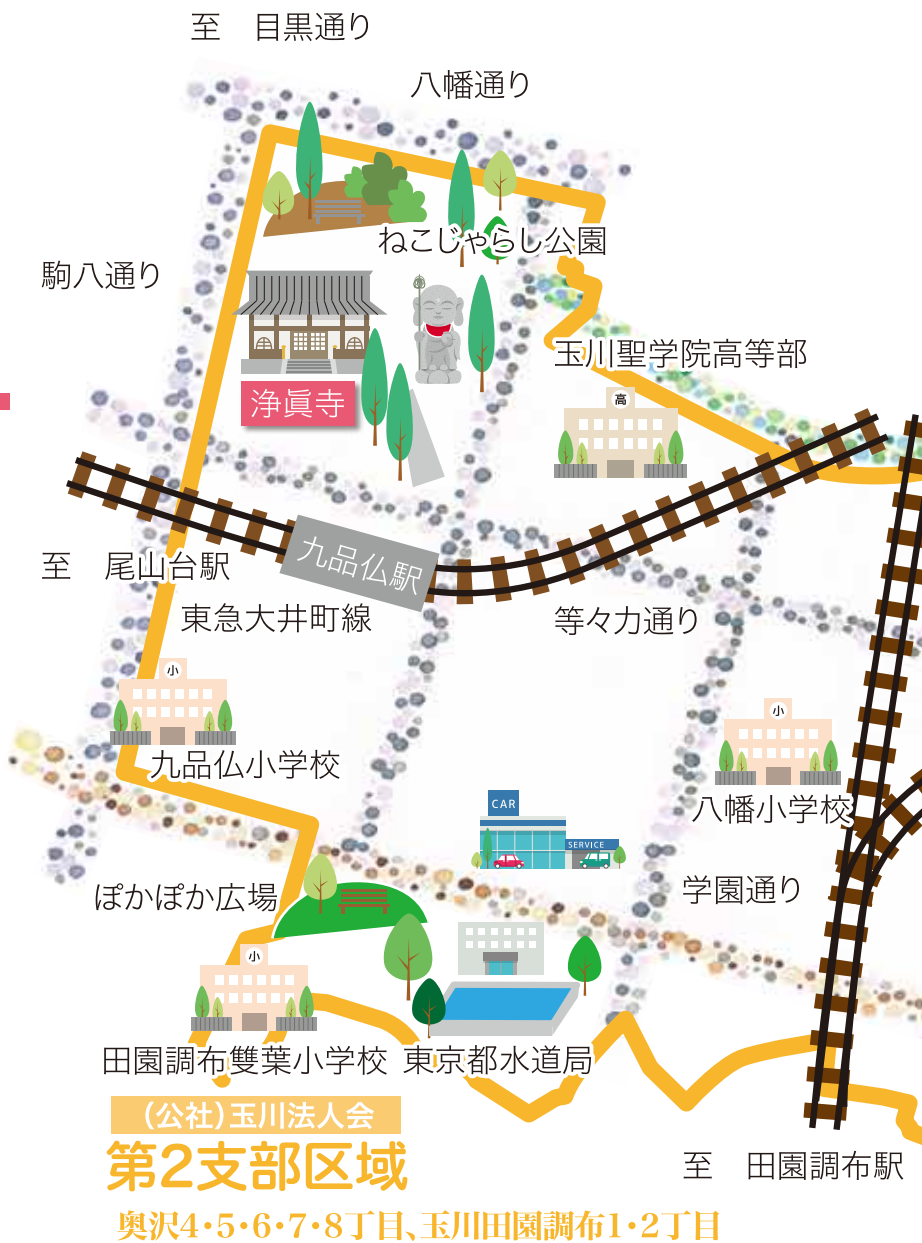 至　目黒通り
八幡通り
ねこじゃらし公園
駒八通り
玉川聖学院高等部
浄眞寺
高
九品仏駅
至　尾山台駅
東急大井町線
等々力通り
小
九品仏小学校
小
八幡小学校
CAR
SERVICE
ぽかぽか広場
学園通り
小
田園調布雙葉小学校
東京都水道局
（公社）玉川法人会
第2支部区域
至　田園調布駅
奥沢4・5・6・7・8丁目、玉川田園調布1・2丁目